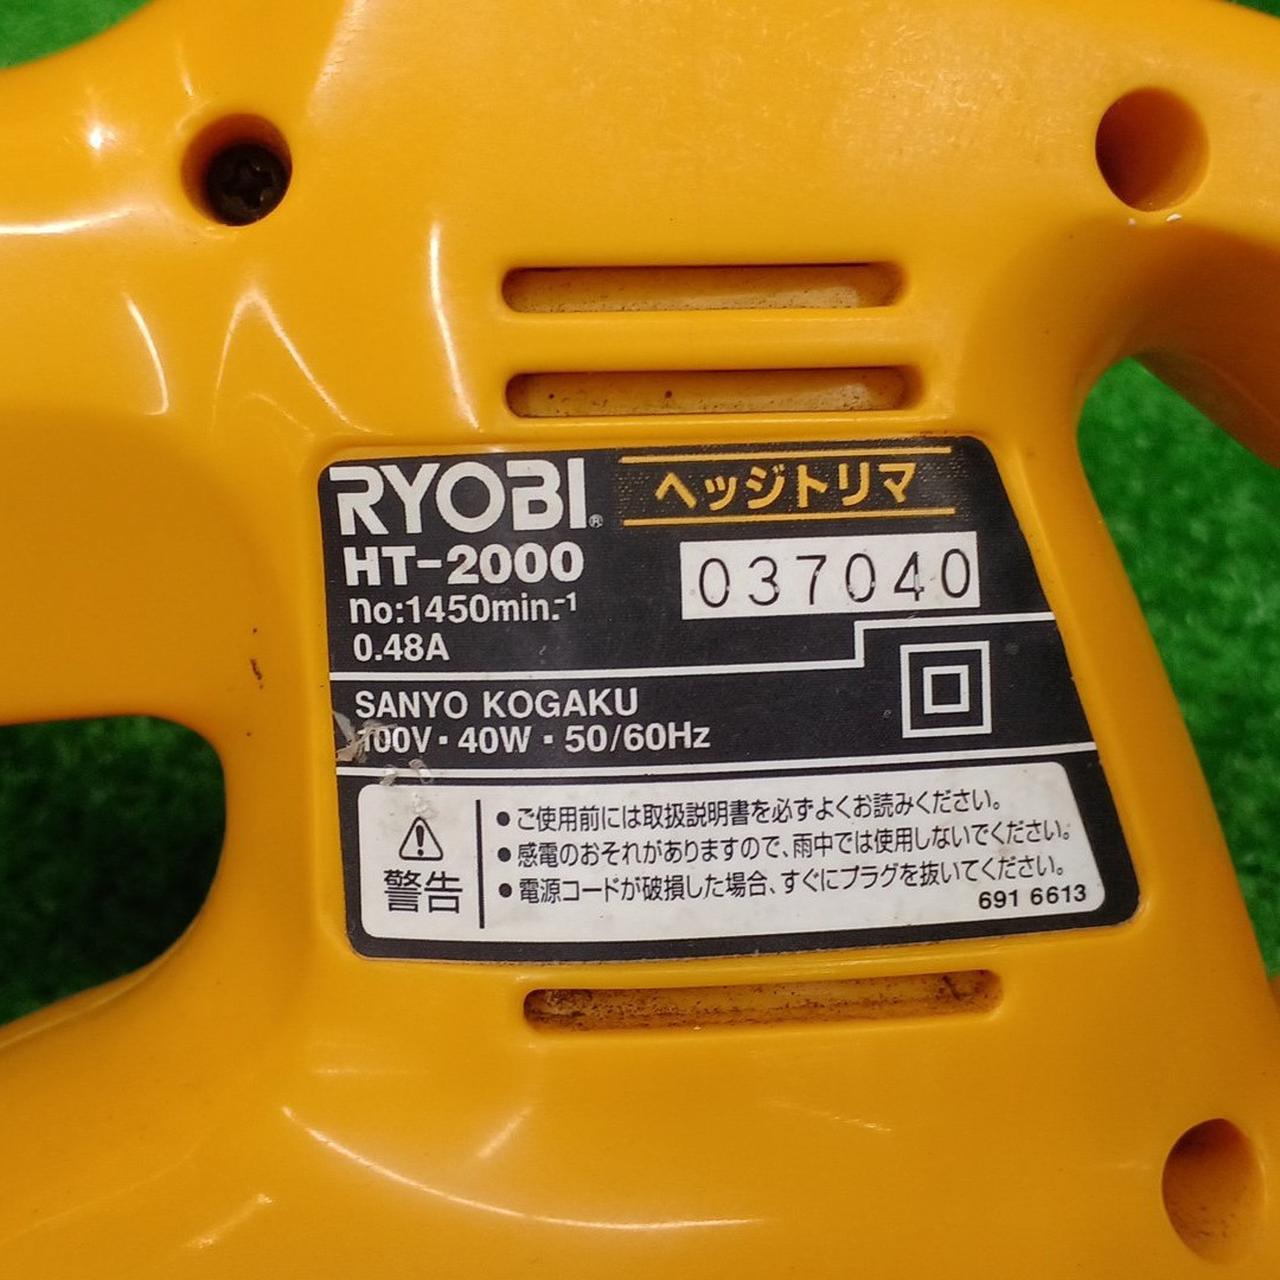 RYOBI® ヘッジトリマ
HT-2000
037040
no:1450min.-1
0.48A
SANYO KOGAKU
100V・40W・50/60Hz
警告
●ご使用前には取扱説明書を必ずよくお読みください。
●感電のおそれがありますので、雨中では使用しないでください。
●電源コードが破損した場合、すぐにプラグを抜いてください。
691 6613